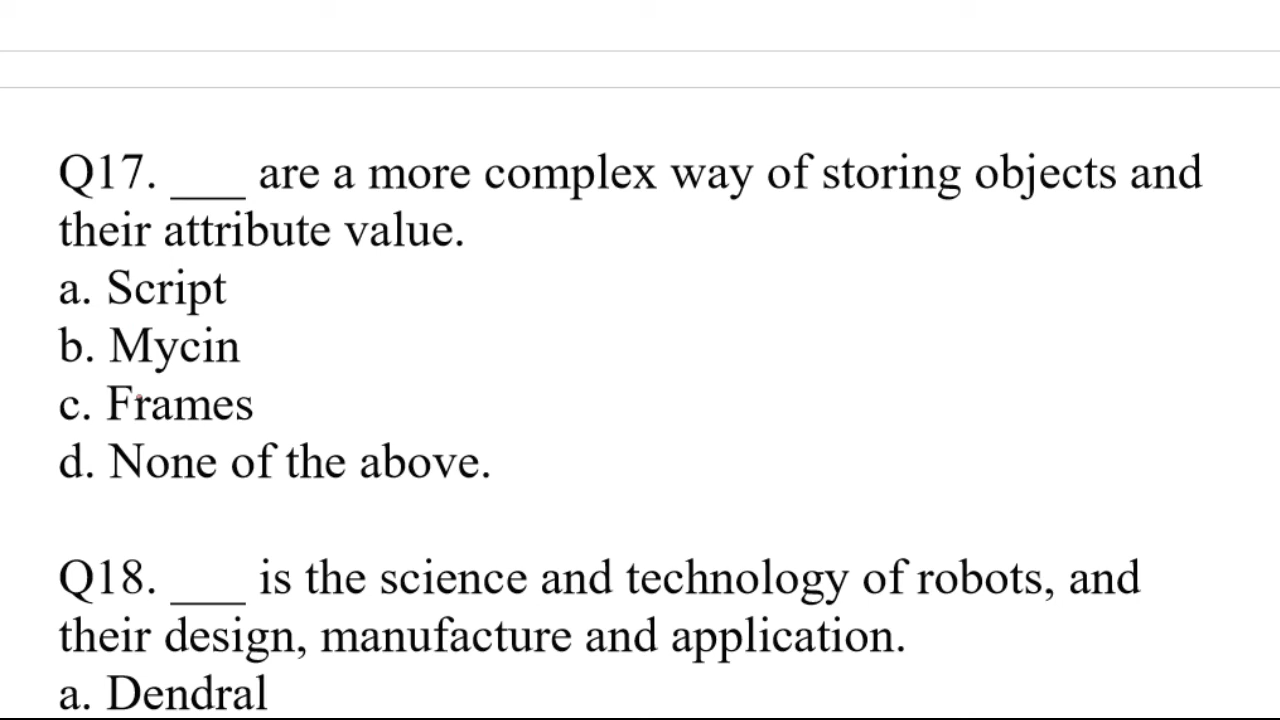 Q17. ___ are a more complex way of storing objects and
their attribute value.
a. Script
b. Mycin
c. Frames
d. None of the above.
Q18. ___ is the science and technology of robots, and
their design, manufacture and application.
a. Dendral